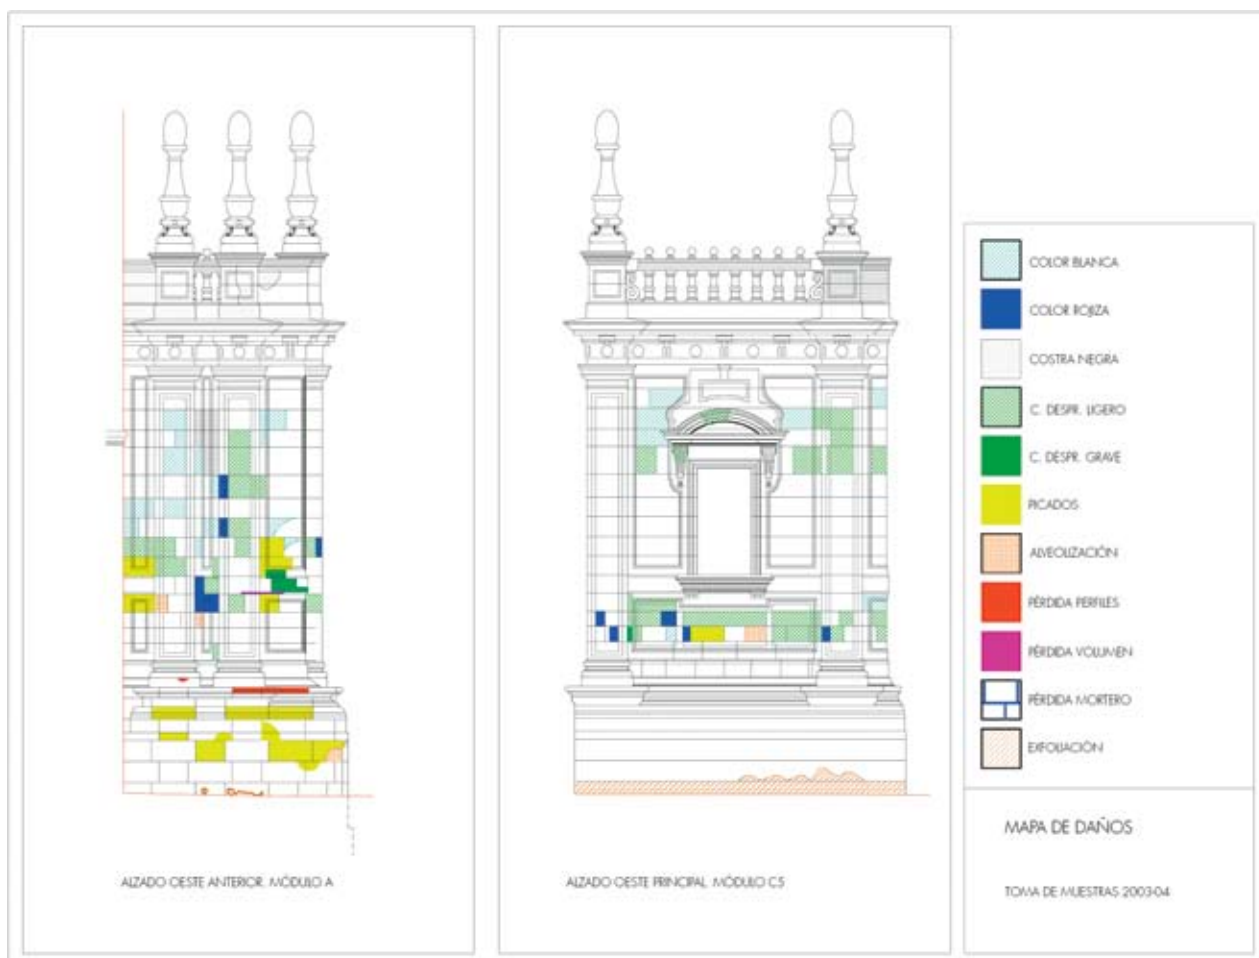 ALZADO OESTE ANTERIOR. MÓDULO A
ALZADO OESTE PRINCIPAL. MÓDULO C5
COLOR BLANCA
COLOR ROJIZA
COSTRA NEGRA
C. DESPR. LIGERO
C. DESPR. GRAVE
PICADOS
ALVEOLIZACIÓN
PÉRDIDA PERFILES
PÉRDIDA VOLUMEN
PÉRDIDA MORTERO
EXFOLIACIÓN
MAPA DE DAÑOS
TOMA DE MUESTRAS 2003-04